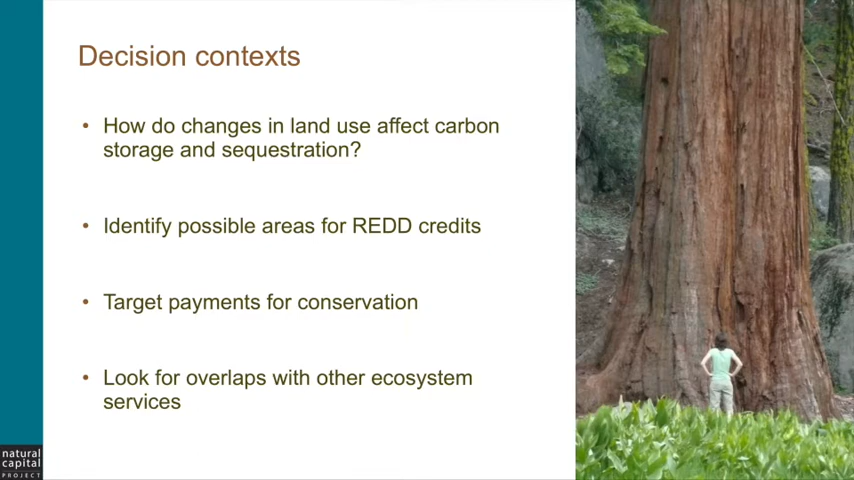 Decision contexts
• How do changes in land use affect carbon
storage and sequestration?
• Identify possible areas for REDD credits
• Target payments for conservation
• Look for overlaps with other ecosystem
services
natural
capital
PROJECT